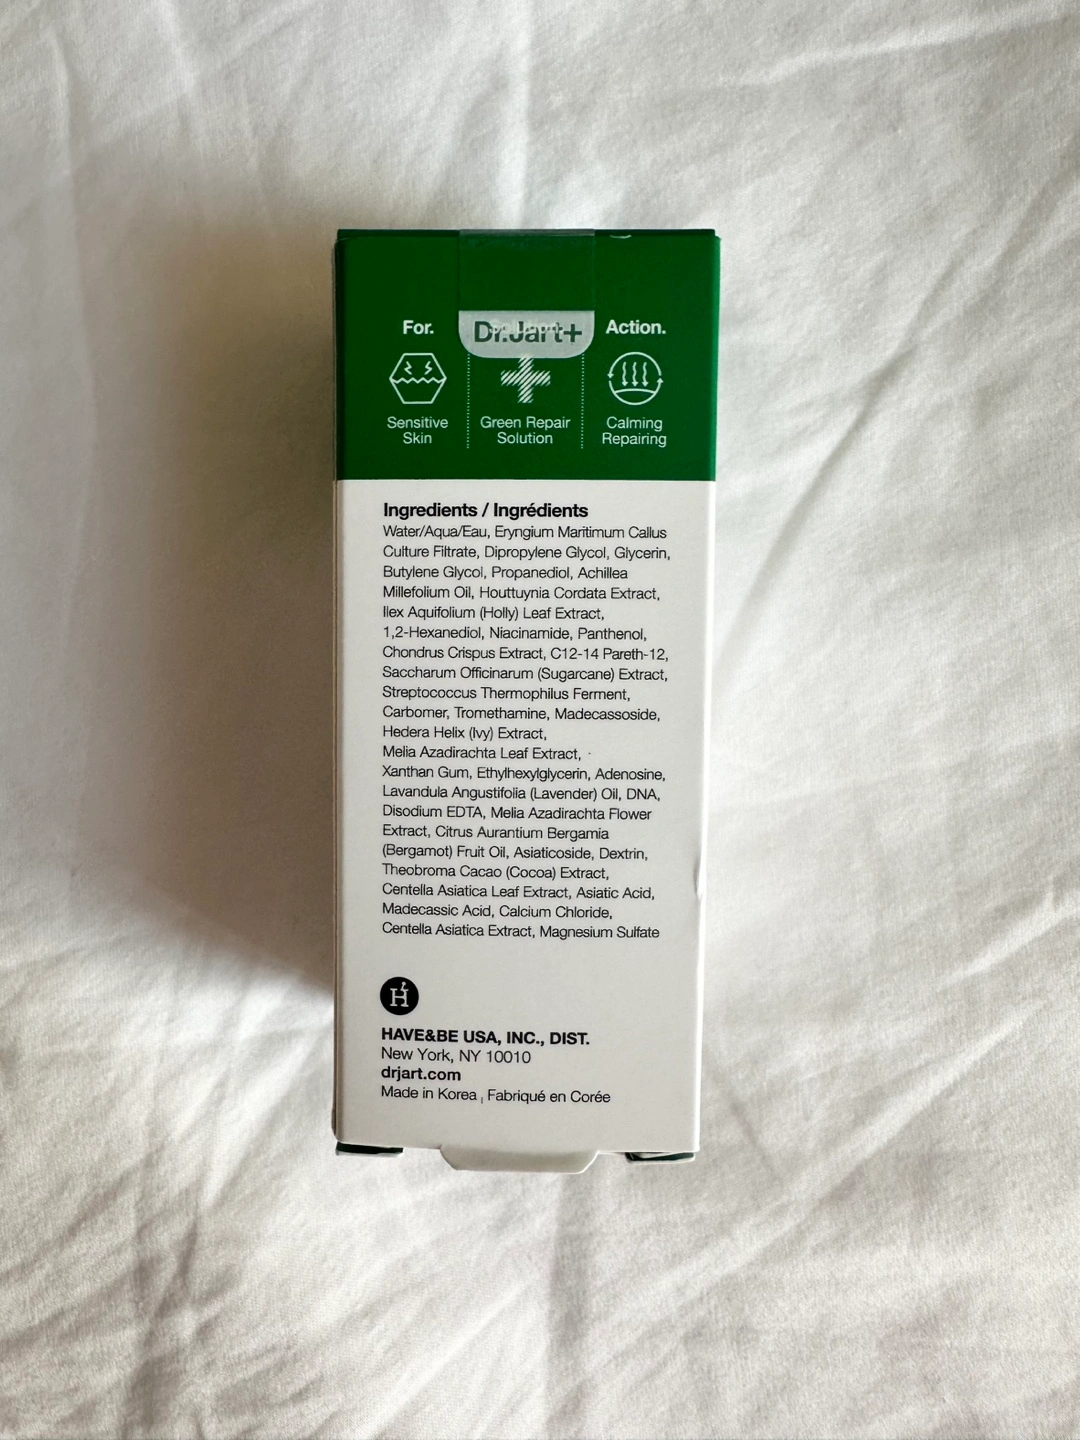 For.
Dr.Jart+
Action.
Sensitive
Skin
Green Repair
Solution
Calming
Repairing
Ingredients / Ingrédients
Water/Aqua/Eau, Eryngium Maritimum Callus
Culture Filtrate, Dipropylene Glycol, Glycerin,
Butylene Glycol, Propanediol, Achillea
Millefolium Oil, Houttuynia Cordata Extract,
Ilex Aquifolium (Holly) Leaf Extract,
1,2-Hexanediol, Niacinamide, Panthenol,
Chondrus Crispus Extract, C12-14 Pareth-12,
Saccharum Officinarum (Sugarcane) Extract,
Streptococcus Thermophilus Ferment,
Carbomer, Tromethamine, Madecassoside,
Hedera Helix (Ivy) Extract,
Melia Azadirachta Leaf Extract,
Xanthan Gum, Ethylhexylglycerin, Adenosine,
Lavandula Angustifolia (Lavender) Oil, DNA,
Disodium EDTA, Melia Azadirachta Flower
Extract, Citrus Aurantium Bergamia
(Bergamot) Fruit Oil, Asiaticoside, Dextrin,
Theobroma Cacao (Cocoa) Extract,
Centella Asiatica Leaf Extract, Asiatic Acid,
Madecassic Acid, Calcium Chloride,
Centella Asiatica Extract, Magnesium Sulfate
H
HAVE&BE USA, INC., DIST.
New York, NY 10010
drjart.com
Made in Korea | Fabriqué en Corée